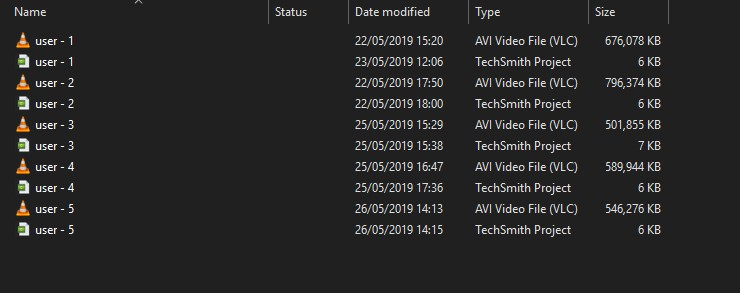 Name Status Date modified Type Size
user - 1 22/05/2019 15:20 AVI Video File (VLC) 676,078 KB
user - 1 23/05/2019 12:06 TechSmith Project 6 KB
user - 2 22/05/2019 17:50 AVI Video File (VLC) 796,374 KB
user - 2 22/05/2019 18:00 TechSmith Project 6 KB
user - 3 25/05/2019 15:29 AVI Video File (VLC) 501,855 KB
user - 3 25/05/2019 15:38 TechSmith Project 7 KB
user - 4 25/05/2019 16:47 AVI Video File (VLC) 589,944 KB
user - 4 25/05/2019 17:36 TechSmith Project 6 KB
user - 5 26/05/2019 14:13 AVI Video File (VLC) 546,276 KB
user - 5 26/05/2019 14:15 TechSmith Project 6 KB